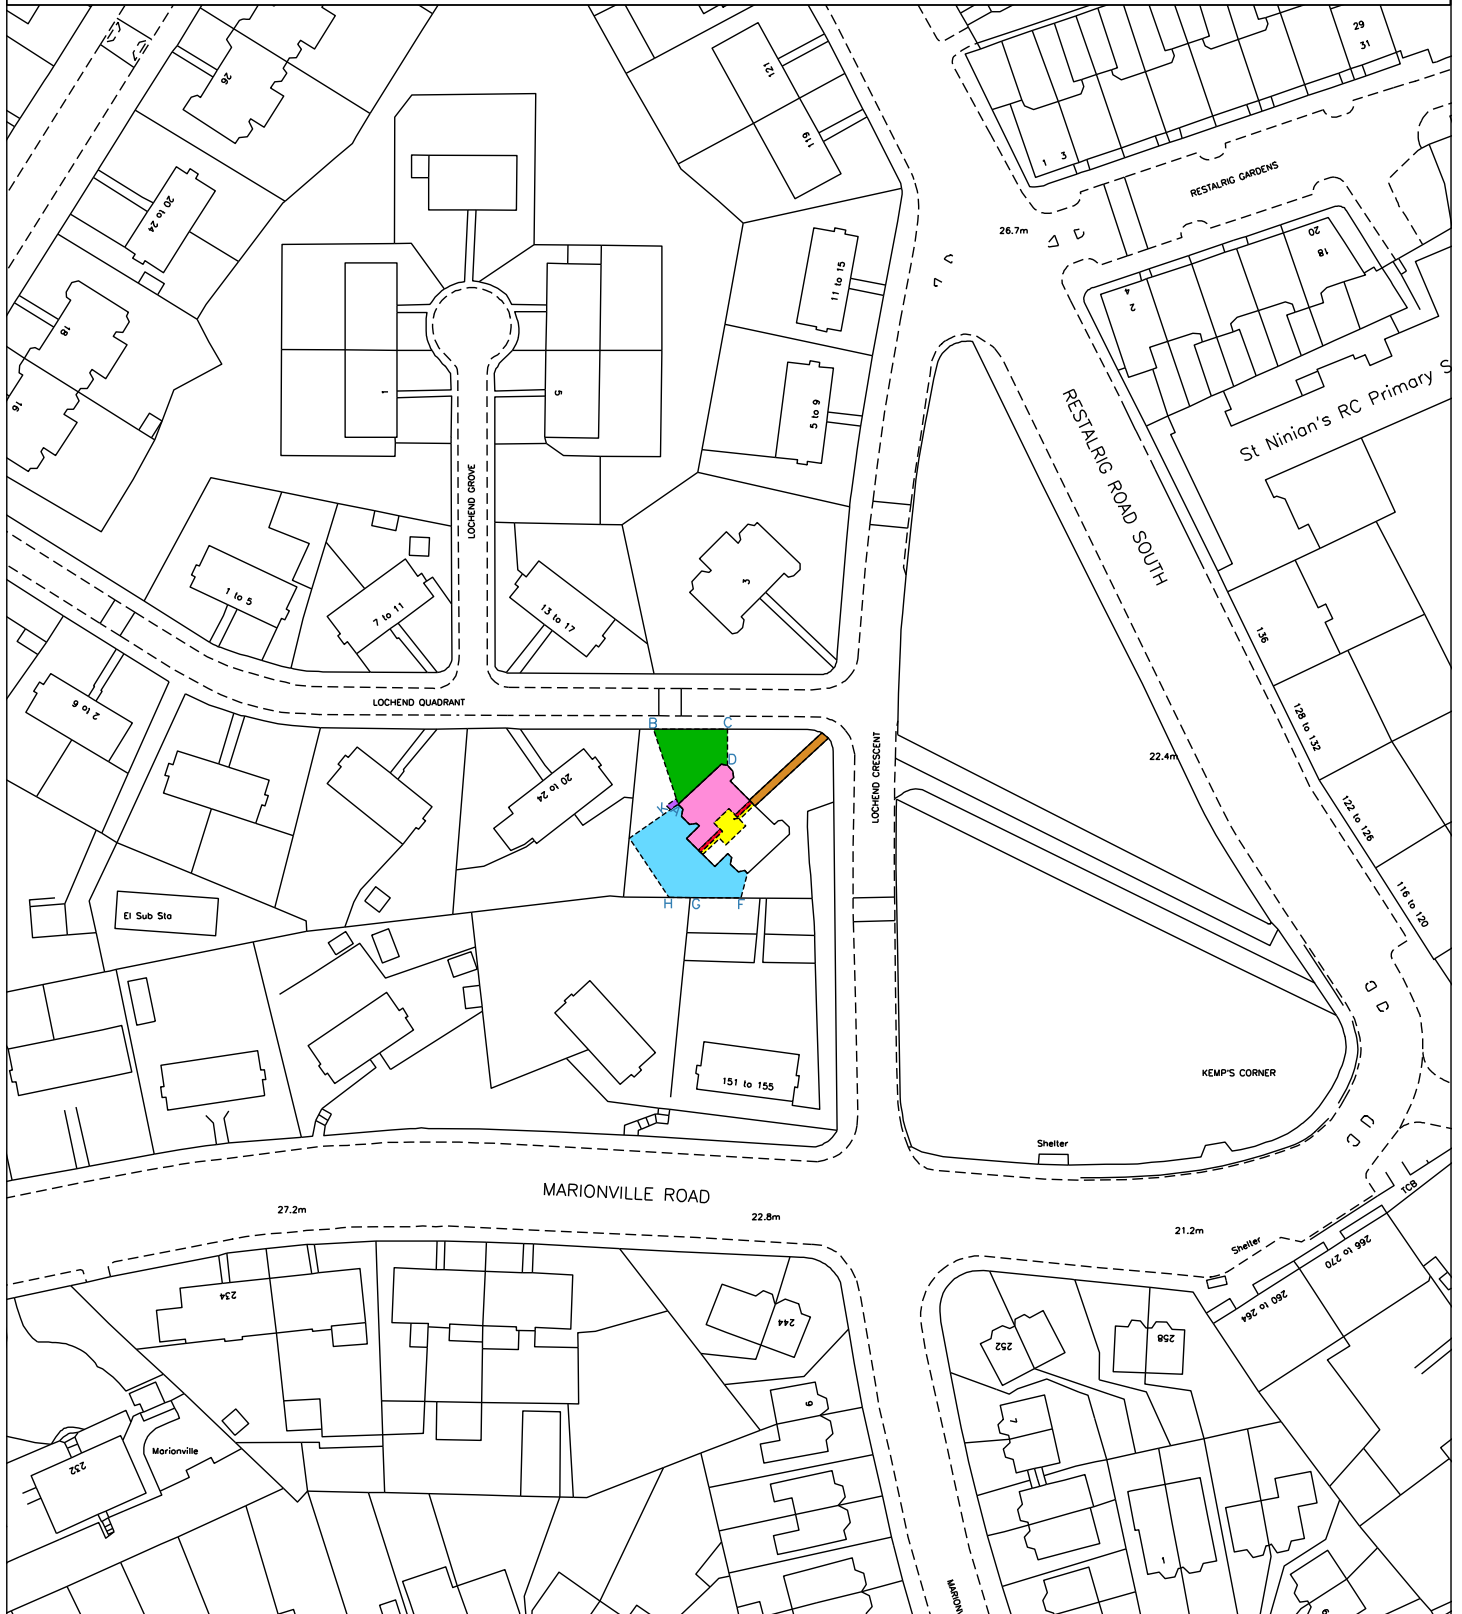 29
31
121
26
119
1 3
RESTALRIG GARDENS
20 to 24
26.7m
20
18
11 to 15
4
2
18
St Ninian's RC Primary S
1
5
16
5 to 9
RESTALRIG ROAD SOUTH
LOCHEND GROVE
3
1 to 5
7 to 11
13 to 17
136
LOCHEND QUADRANT
2 to 6
B C
128 to 132
LOCHEND CRESCENT
22.4m
D
20 to 24
K A
122 to 126
H G F
116 to 120
El Sub Sta
KEMP'S CORNER
151 to 155
Shelter
TCB
MARIONVILLE ROAD
27.2m
22.8m
21.2m
Shelter
266 to 270
234
260 to 264
244
252
258
9
7
Marionville
232
1
MARION